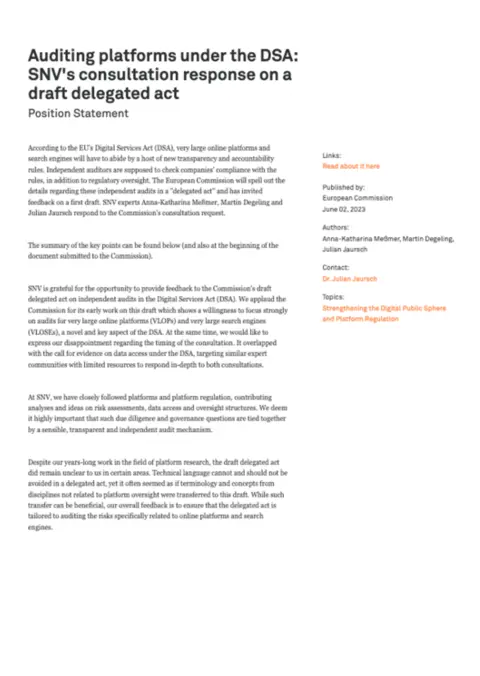 Auditing platforms under the DSA:
SNV's consultation response on a
draft delegated act
Position Statement
According to the EU's Digital Services Act (DSA), very large online platforms and
search engines will have to abide by a host of new transparency and accountability
rules. Independent auditors are supposed to check companies' compliance with the
rules, in addition to regulatory oversight. The European Commission will spell out the
details regarding these independent audits in a "delegated act" and has invited
feedback on a first draft. SNV experts Anna-Katharina Meßmer, Martin Degeling and
Julian Jaursch respond to the Commission's consultation request.
The summary of the key points can be found below (and also at the beginning of the
document submitted to the Commission).
SNV is grateful for the opportunity to provide feedback to the Commission's draft
delegated act on independent audits in the Digital Services Act (DSA). We applaud the
Commission for its early work on this draft which shows a willingness to focus strongly
on audits for very large online platforms (VLOPs) and very large search engines
(VLOSEs), a novel and key aspect of the DSA. At the same time, we would like to
express our disappointment regarding the timing of the consultation. It overlapped
with the call for evidence on data access under the DSA, targeting similar expert
communities with limited resources to respond in-depth to both consultations.
At SNV, we have closely followed platforms and platform regulation, contributing
analyses and ideas on risk assessments, data access and oversight structures. We deem
it highly important that such due diligence and governance questions are tied together
by a sensible, transparent and independent audit mechanism.
Despite our years-long work in the field of platform research, the draft delegated act
did remain unclear to us in certain areas. Technical language cannot and should not be
avoided in a delegated act, yet it often seemed as if terminology and concepts from
disciplines not related to platform oversight were transferred to this draft. While such
transfer can be beneficial, our overall feedback is to ensure that the delegated act is
tailored to auditing the risks specifically related to online platforms and search
engines.
Links:
Read about it here
Published by:
European Commission
June 02, 2023
Authors:
Anna-Katharina Meßmer, Martin Degeling,
Julian Jaursch
Contact:
Dr. Julian Jaursch
Topics:
Strengthening the Digital Public Sphere
and Platform Regulation